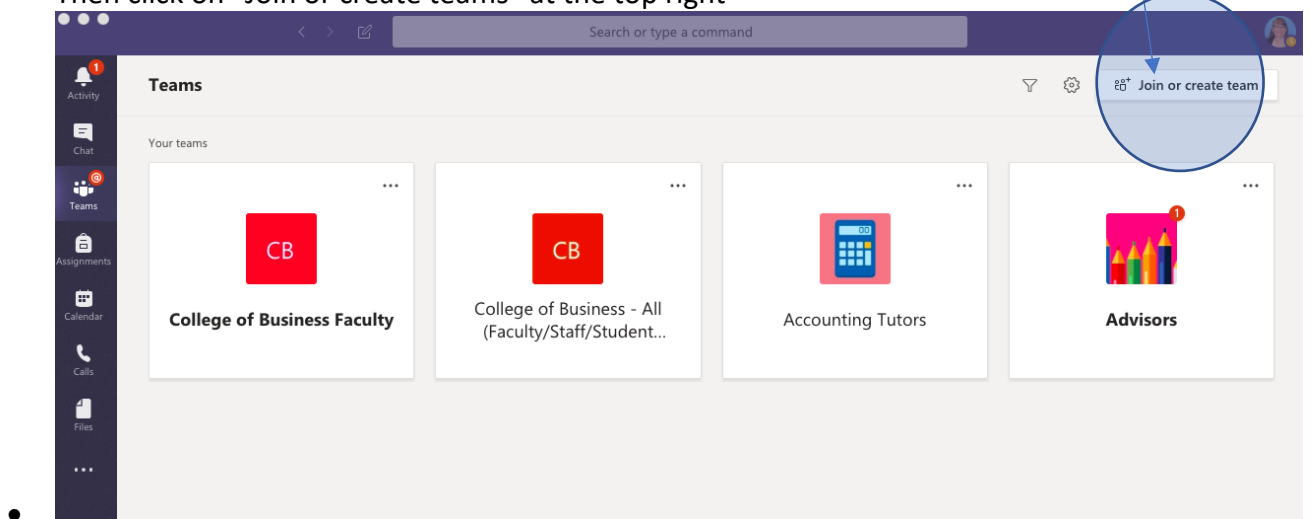 Then click on "Join or create teams" at the top right
Search or type a command
1
Activity
Teams
Join or create team
Chat
Your teams
@
Teams
CB
College of Business Faculty
CB
College of Business - All
(Faculty/Staff/Student...
00
Accounting Tutors
1
Advisors
Assignments
Calendar
Calls
Files